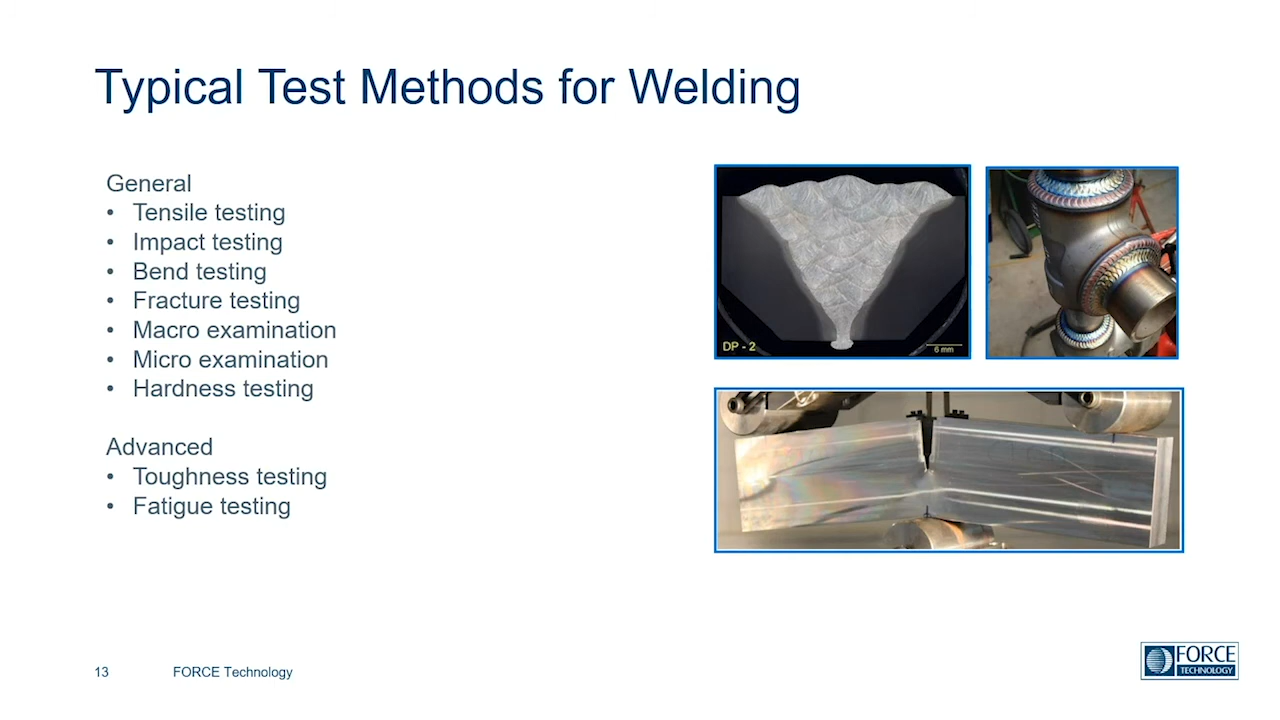 Typical Test Methods for Welding
General
• Tensile testing
• Impact testing
• Bend testing
• Fracture testing
• Macro examination
• Micro examination
• Hardness testing
Advanced
• Toughness testing
• Fatigue testing
DP - 2
6 mm
13 FORCE Technology
FORCE
TECHNOLOGY